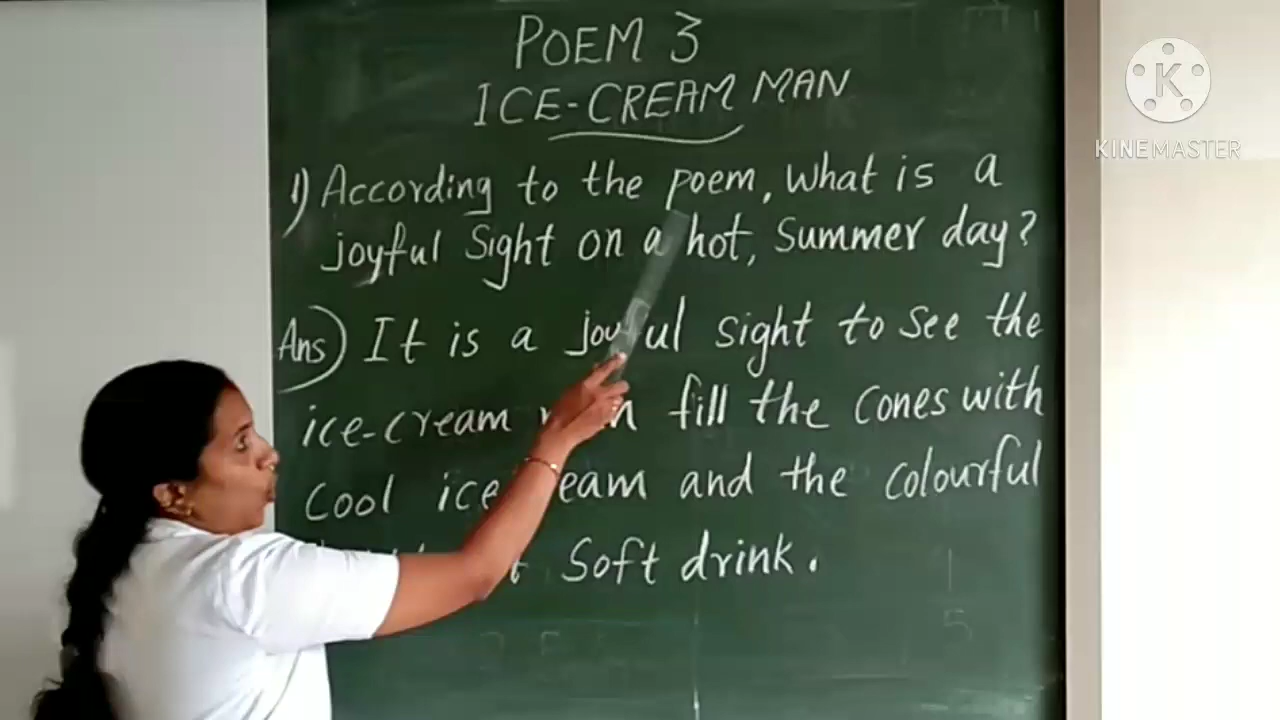 POEM 3
ICE-CREAM MAN
1) According to the poem, What is a
joyful Sight on a hot, Summer day?
Ans) It is a joyful sight to see the
ice-cream fill the cones with
Cool ice and the colourful
Soft drink.
K
KINEMASTER